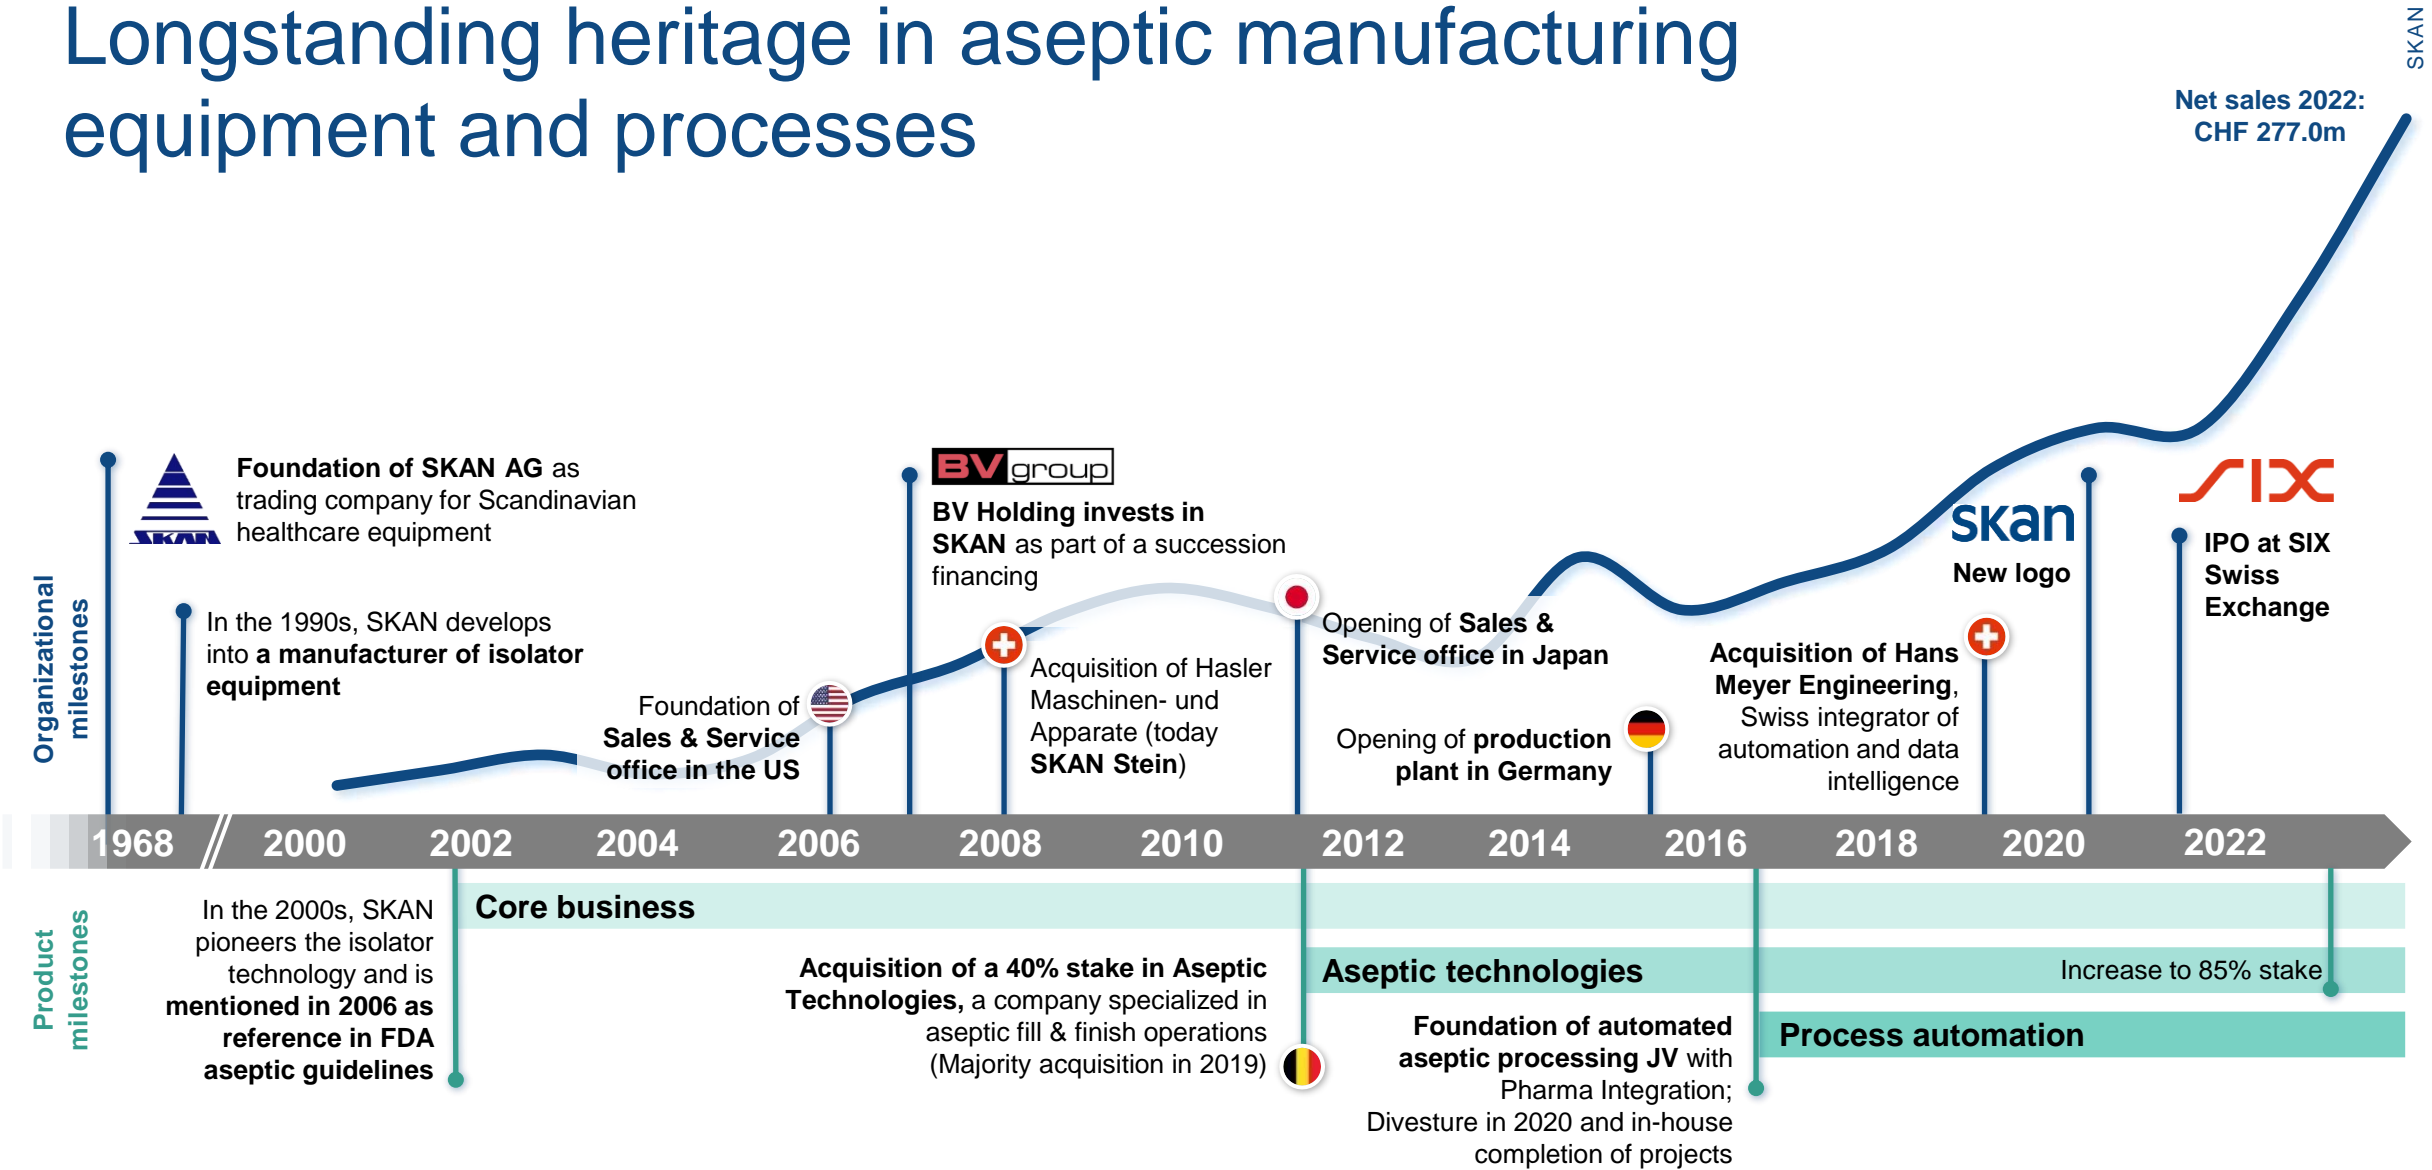 Longstanding heritage in aseptic manufacturing
equipment and processes
SKAN
Net sales 2022:
CHF 277.0m
Organizational
milestones
SKAN
Foundation of SKAN AG as
trading company for Scandinavian
healthcare equipment
In the 1990s, SKAN develops
into a manufacturer of isolator
equipment
Foundation of
Sales & Service
office in the US
BV group
BV Holding invests in
SKAN as part of a succession
financing
Acquisition of Hasler
Maschinen- und
Apparate (today
SKAN Stein)
Opening of Sales &
Service office in Japan
Opening of production
plant in Germany
Acquisition of Hans
Meyer Engineering,
Swiss integrator of
automation and data
intelligence
skan
New logo
SIX
IPO at SIX
Swiss
Exchange
1968 // 2000 2002 2004 2006 2008 2010 2012 2014 2016 2018 2020 2022
Product
milestones
In the 2000s, SKAN
pioneers the isolator
technology and is
mentioned in 2006 as
reference in FDA
aseptic guidelines
Core business
Acquisition of a 40% stake in Aseptic
Technologies, a company specialized in
aseptic fill & finish operations
(Majority acquisition in 2019)
Aseptic technologies
Increase to 85% stake
Foundation of automated
aseptic processing JV with
Pharma Integration;
Divesture in 2020 and in-house
completion of projects
Process automation